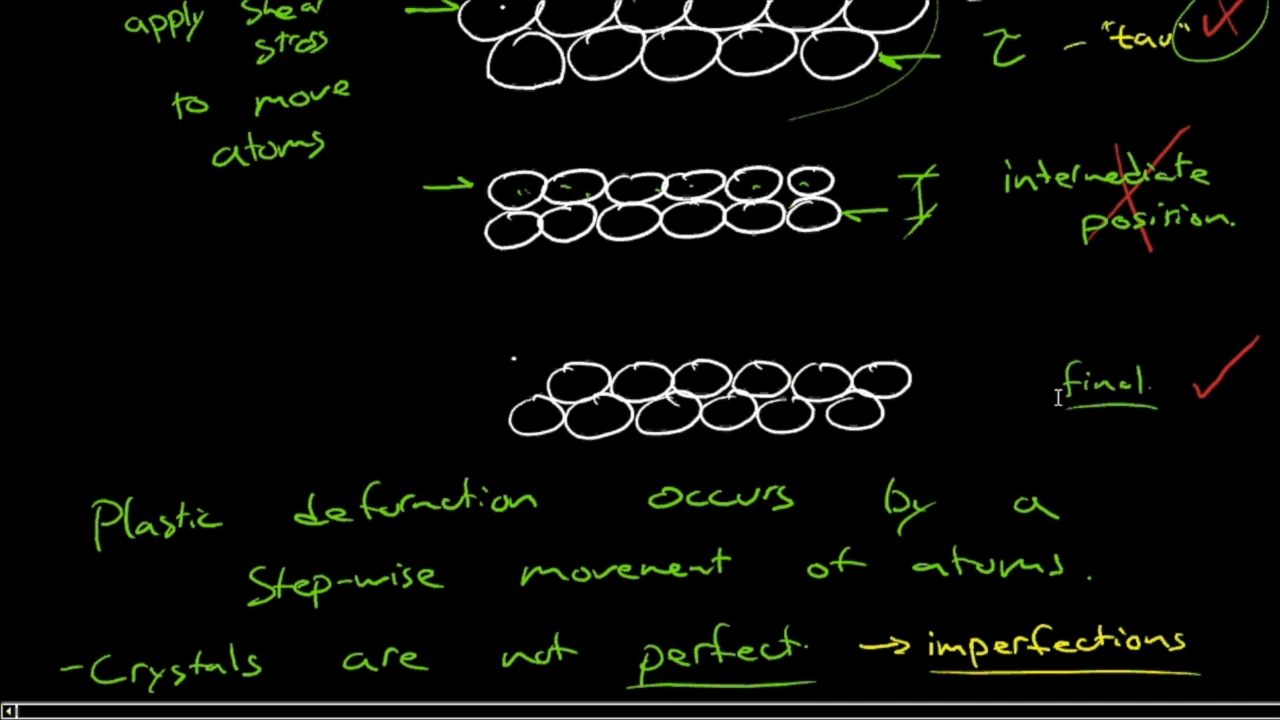 apply shear
stress
to move
atoms
τ - "tau"
intermediate
position.
final.
Plastic deformation occurs by a
Step-wise movement of atoms.
- Crystals are not perfect. → imperfections